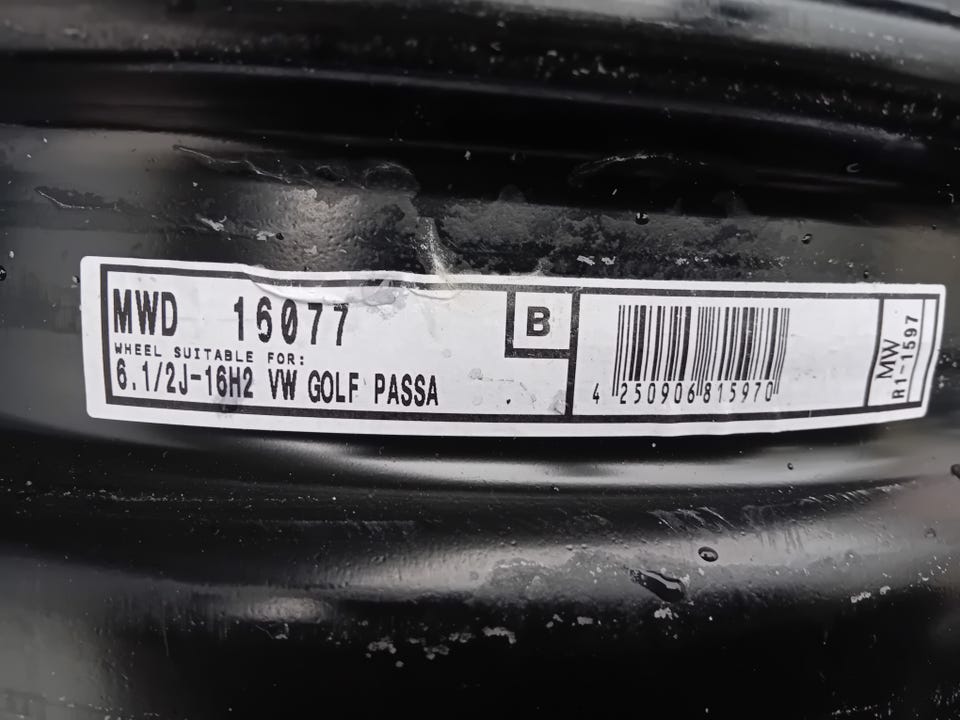 MWD 16077
WHEEL SUITABLE FOR:
6.1/2J-16H2 VW GOLF PASSA
B
4 250906 815970
MW
R1-1597